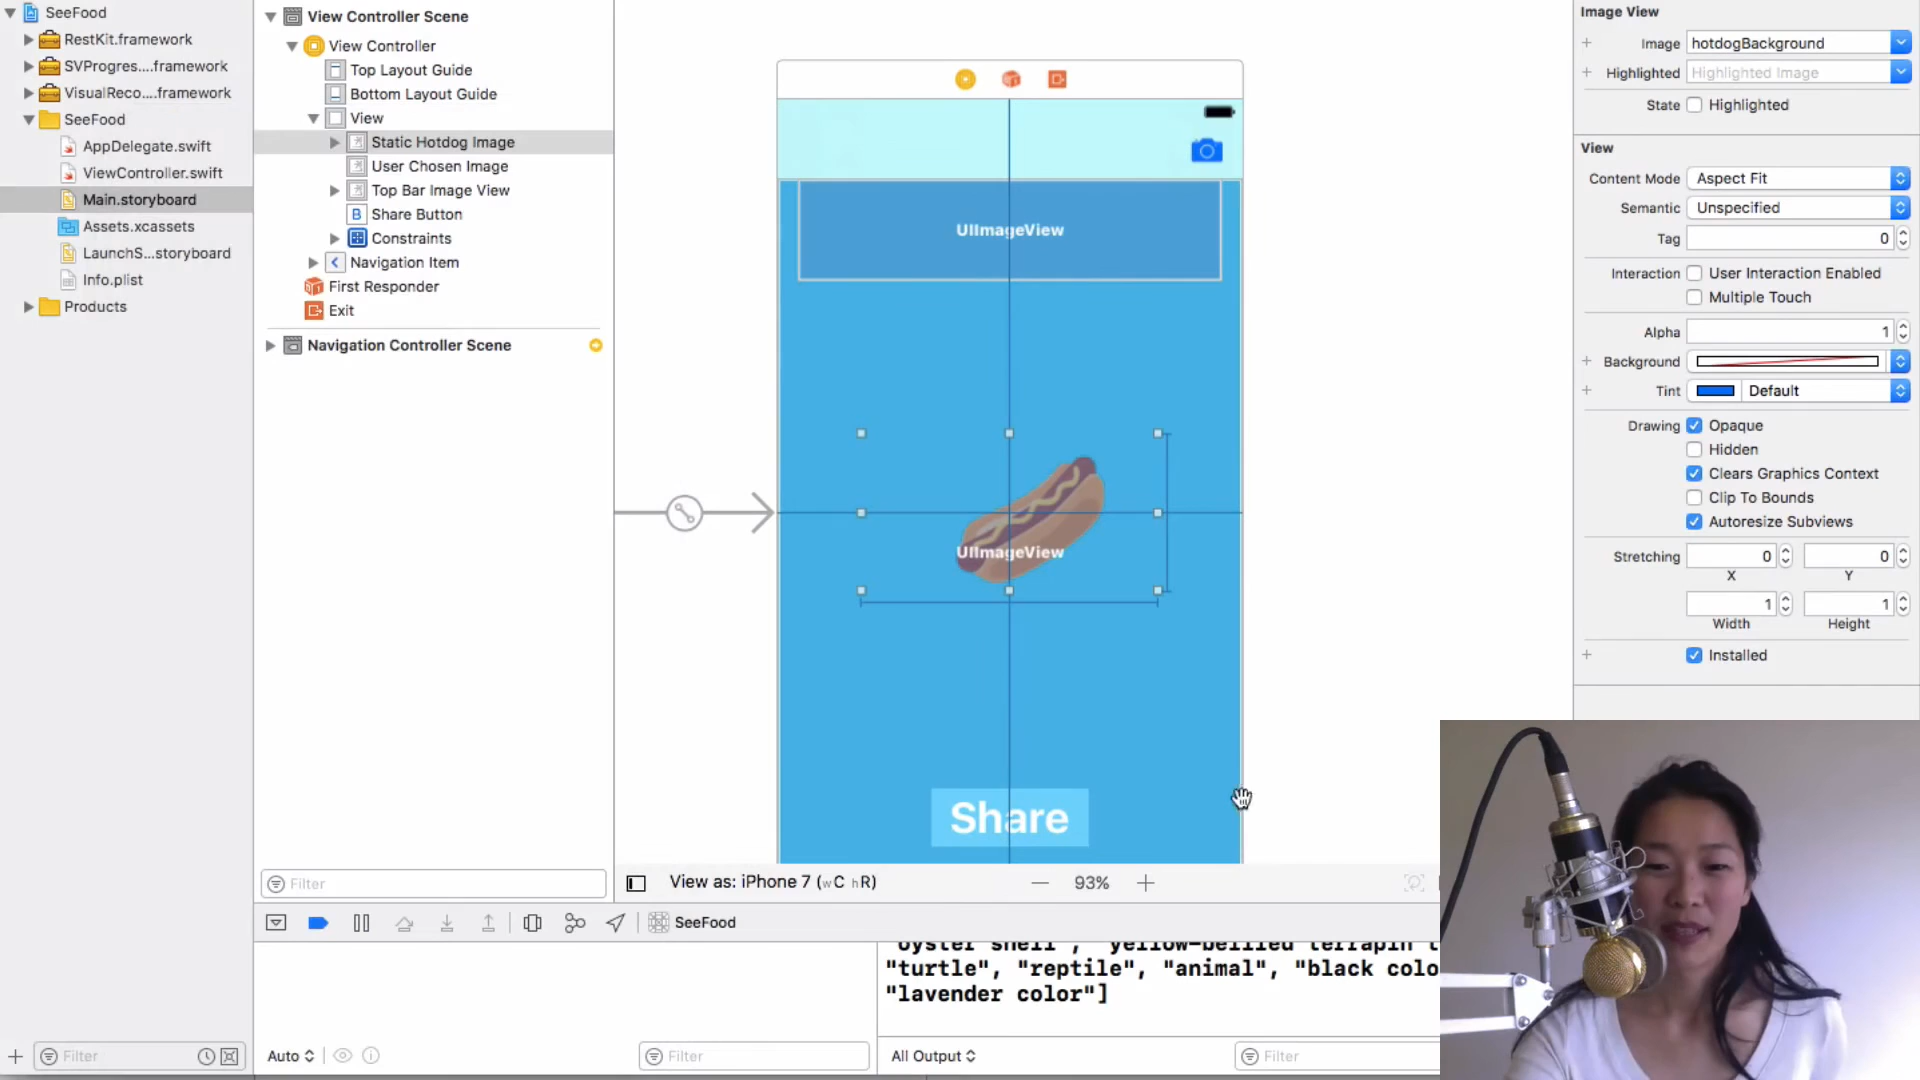 SeeFood
RestKit.framework
SVProgres....framework
VisualReco....framework
SeeFood
AppDelegate.swift
ViewController.swift
Main.storyboard
Assets.xcassets
LaunchS...storyboard
Info.plist
Products
Filter
View Controller Scene
View Controller
Top Layout Guide
Bottom Layout Guide
View
Static Hotdog Image
User Chosen Image
Top Bar Image View
B Share Button
Constraints
Navigation Item
First Responder
Exit
Navigation Controller Scene
Filter
UIImageView
UIImageView
Share
View as: iPhone 7 (wC hR)
93%
SeeFood
Auto
Filter
"oyster shell", "yellow-bellied terrapin t
"turtle", "reptile", "animal", "black colo
"lavender color"]
All Output
Filter
Image View
Image hotdogBackground
Highlighted Highlighted Image
State Highlighted
View
Content Mode Aspect Fit
Semantic Unspecified
Tag 0
Interaction User Interaction Enabled
Multiple Touch
Alpha 1
Background
Tint Default
Drawing Opaque
Hidden
Clears Graphics Context
Clip To Bounds
Autoresize Subviews
Stretching 0 0
X Y
1 1
Width Height
Installed